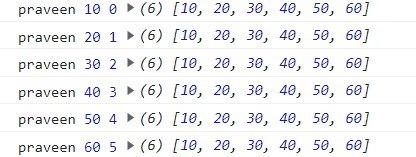 praveen 10 0 ▶(6) [10, 20, 30, 40, 50, 60]
praveen 20 1 ▶(6) [10, 20, 30, 40, 50, 60]
praveen 30 2 ▶(6) [10, 20, 30, 40, 50, 60]
praveen 40 3 ▶(6) [10, 20, 30, 40, 50, 60]
praveen 50 4 ▶(6) [10, 20, 30, 40, 50, 60]
praveen 60 5 ▶(6) [10, 20, 30, 40, 50, 60]